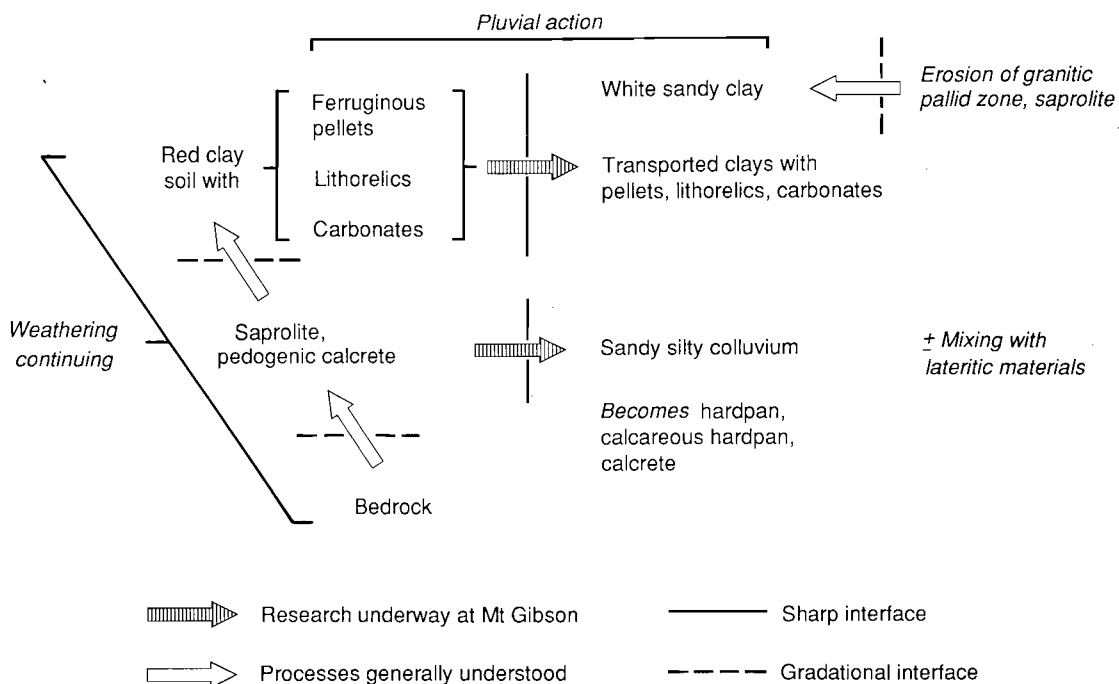 Pluvial action
Ferruginous
pellets
Red clay
soil with
Lithorelics
Carbonates
White sandy clay
Erosion of granitic
pallid zone, saprolite
Transported clays with
pellets, lithorelics, carbonates
Weathering
continuing
Saprolite,
pedogenic calcrete
Sandy silty colluvium
± Mixing with
lateritic materials
Becomes hardpan,
calcareous hardpan,
calcrete
Bedrock
Research underway at Mt Gibson
Sharp interface
Processes generally understood
Gradational interface